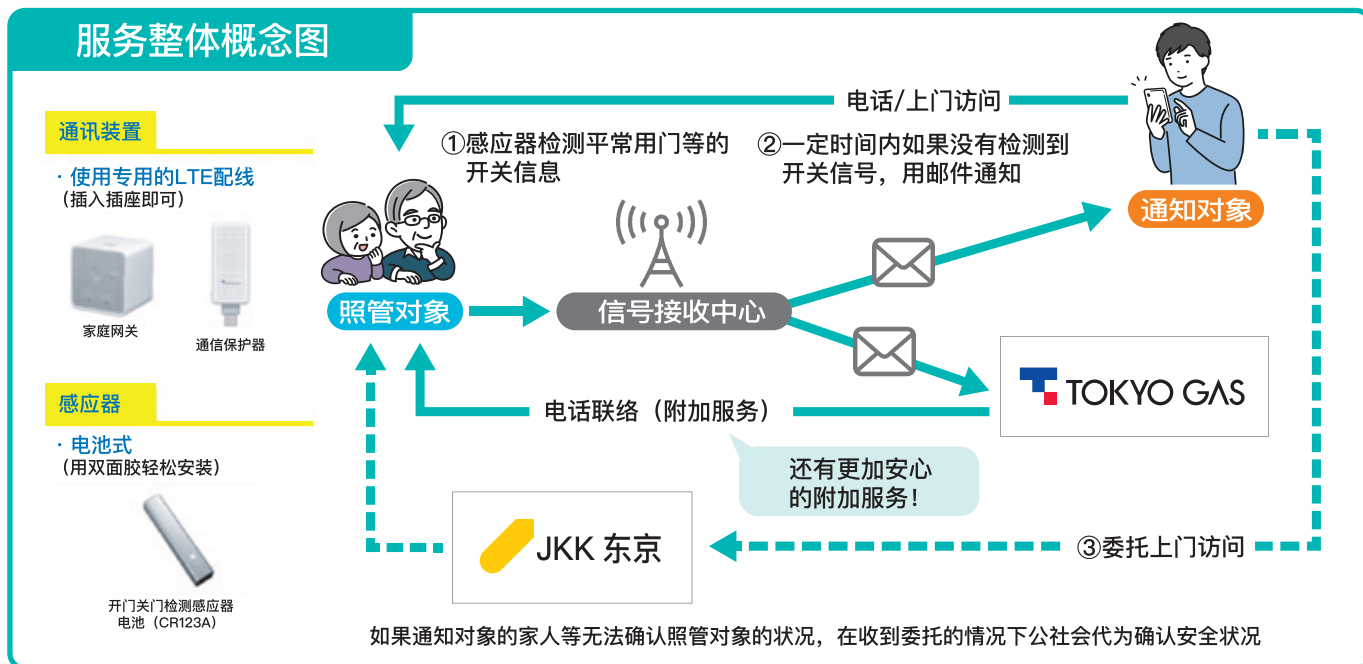 服务整体概念图
通讯装置
·使用专用的LTE配线
（插入插座即可）
家庭网关
通信保护器
感应器
·电池式
（用双面胶轻松安装）
开门关门检测感应器
电池（CR123A）
电话/上门访问
①感应器检测平常用门等的
开关信息
②一定时间内如果没有检测到
开关信号，用邮件通知
通知对象
照管对象
信号接收中心
TOKYO GAS
电话联络（附加服务）
还有更加安心
的附加服务！
JKK 东京
③委托上门访问
如果通知对象的家人等无法确认照管对象的状况，在收到委托的情况下公社会代为确认安全状况